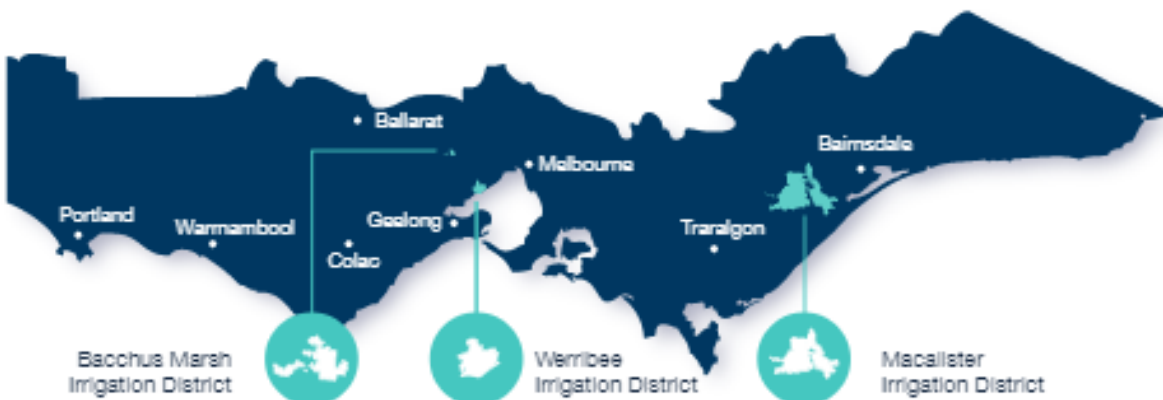 Ballarat
Melbourne
Bairnsdale
Portland
Warrnambool
Geelong
Colac
Traralgon
Bacchus Marsh
Irrigation District
Werribee
Irrigation District
Macalister
Irrigation District